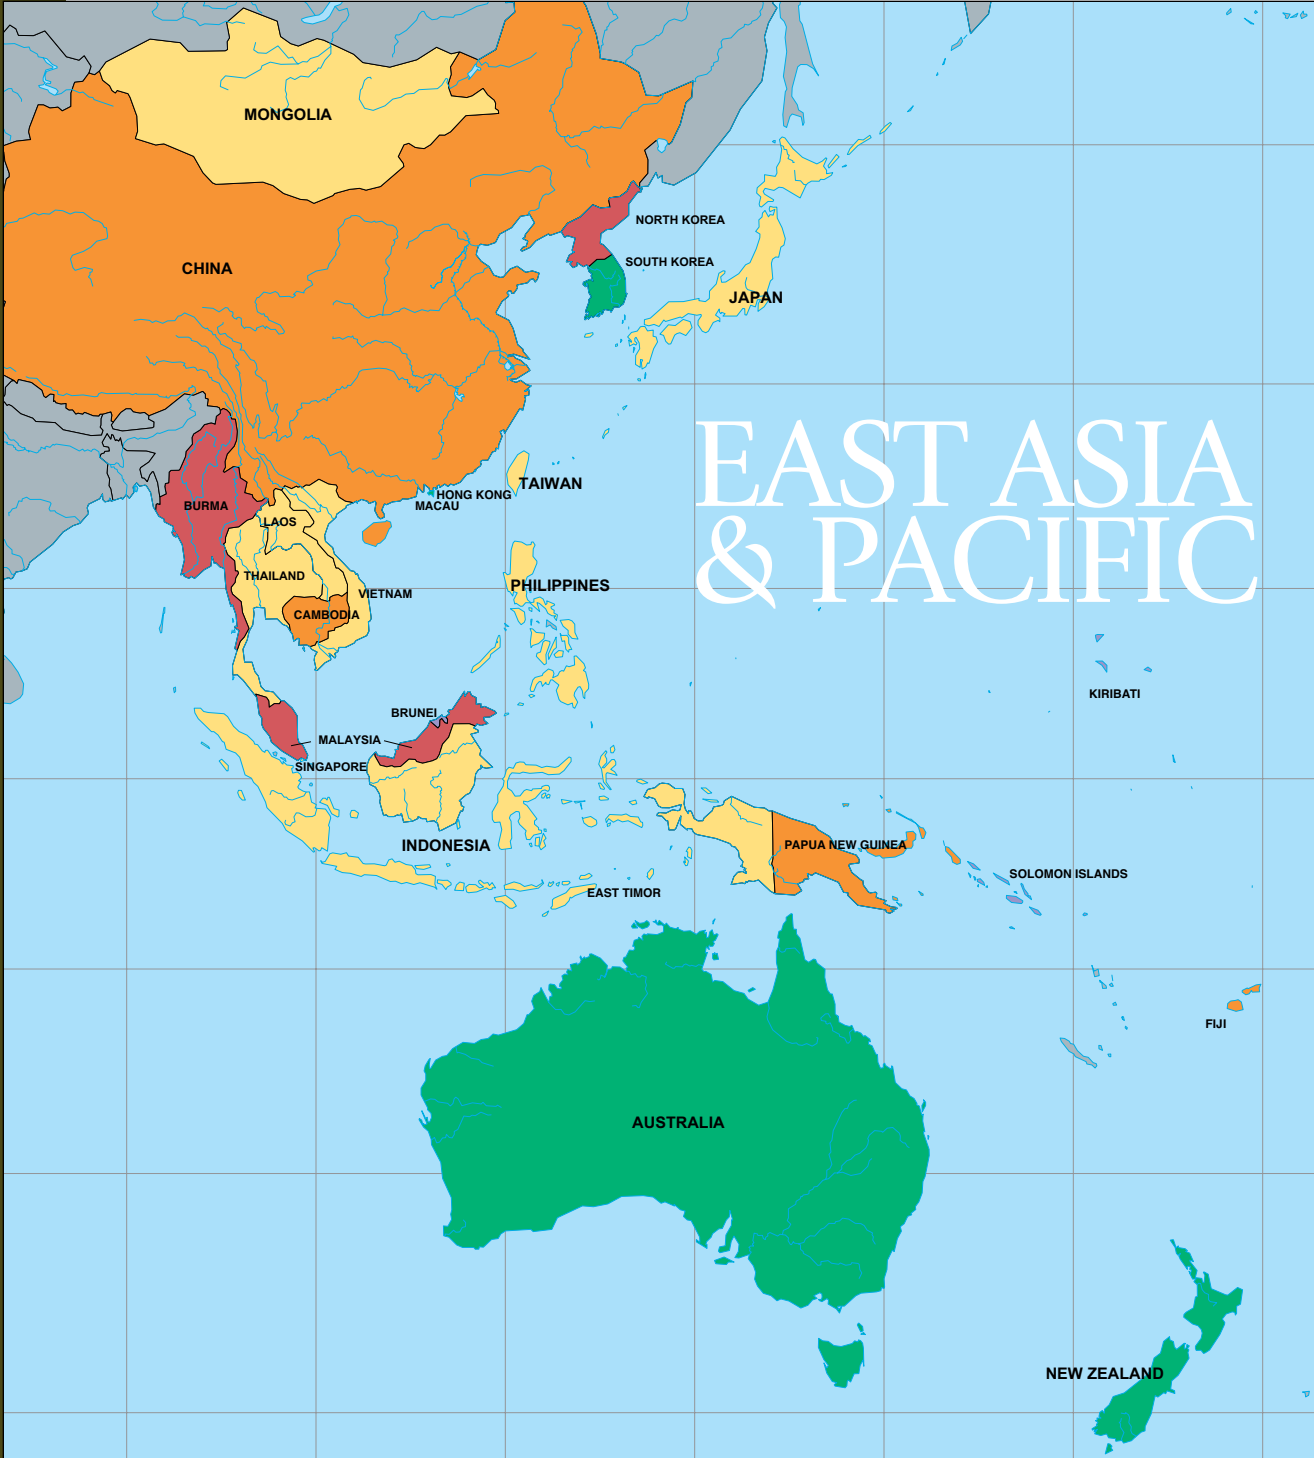 MONGOLIA
NORTH KOREA
SOUTH KOREA
CHINA
JAPAN
EAST ASIA
& PACIFIC
TAIWAN
HONG KONG
MACAU
BURMA
LAOS
THAILAND
PHILIPPINES
VIETNAM
CAMBODIA
KIRIBATI
BRUNEI
MALAYSIA
SINGAPORE
INDONESIA
PAPUA NEW GUINEA
SOLOMON ISLANDS
EAST TIMOR
FIJI
AUSTRALIA
NEW ZEALAND